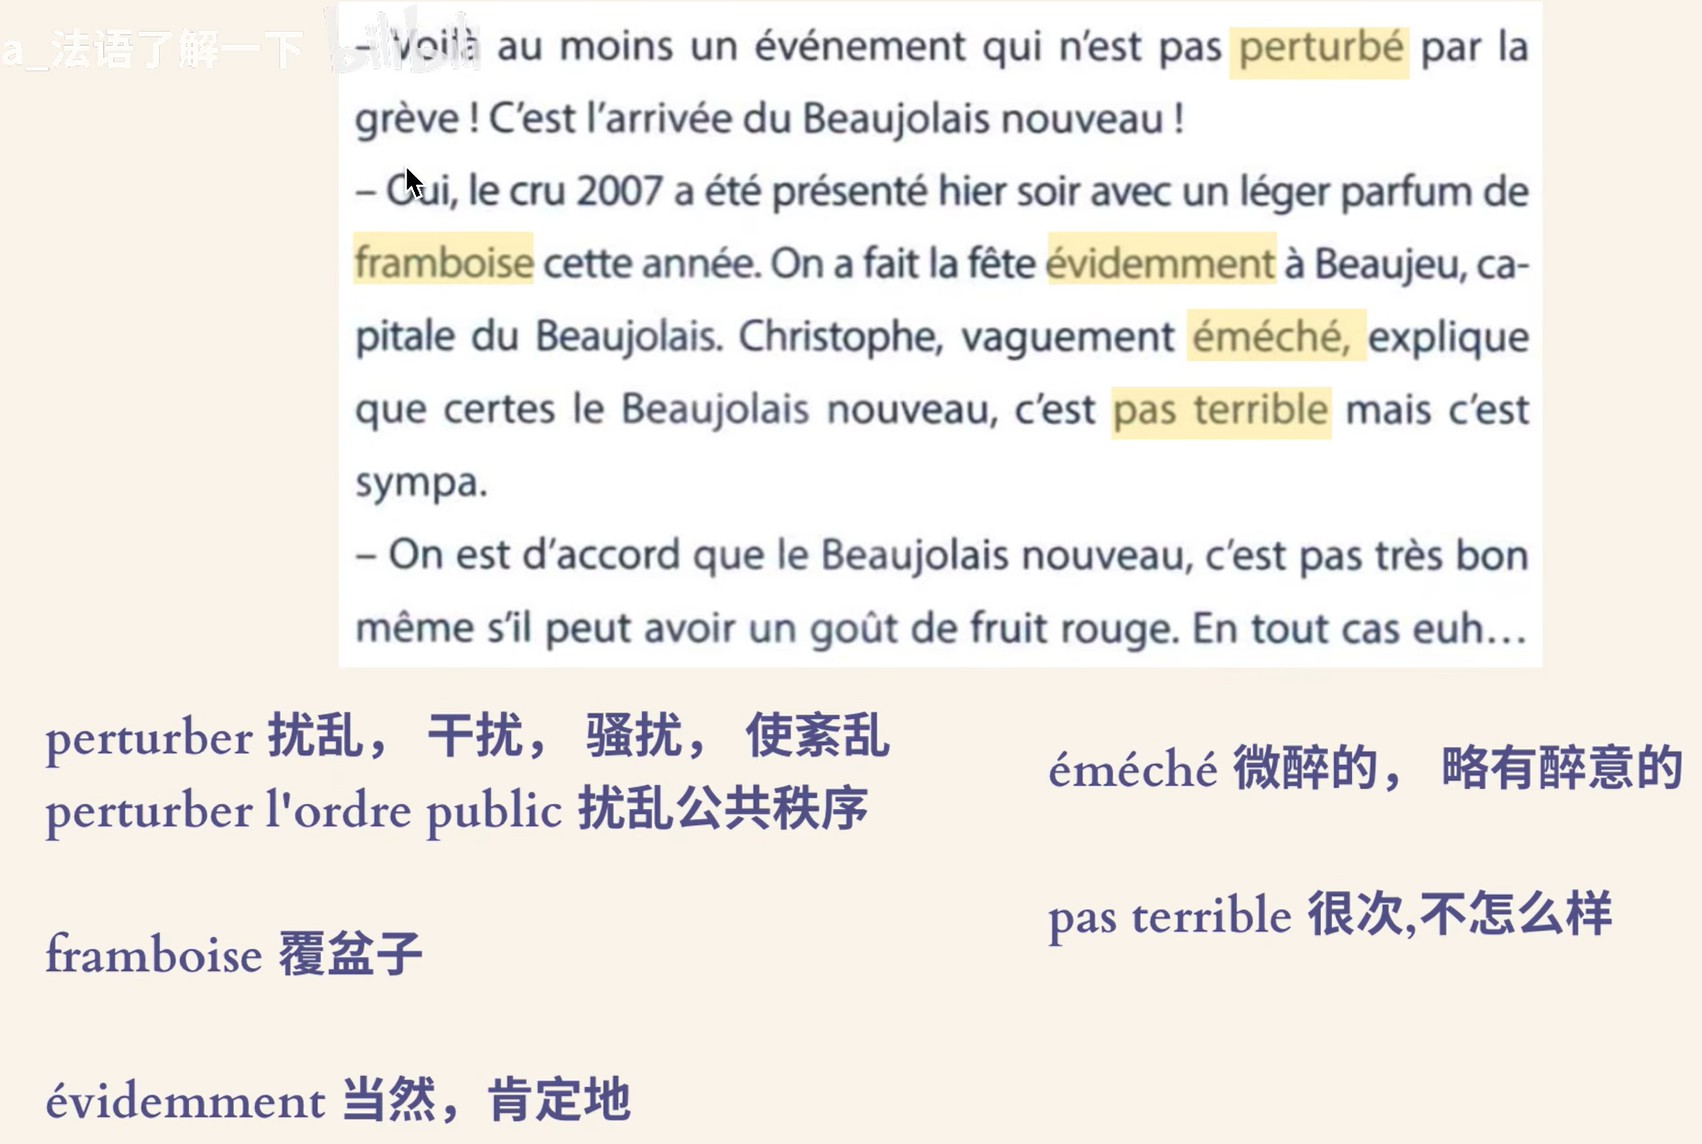 a_法语了解一下
bilibili
– Voilà au moins un événement qui n’est pas perturbé par la
grève ! C’est l’arrivée du Beaujolais nouveau !
– Oui, le cru 2007 a été présenté hier soir avec un léger parfum de
framboise cette année. On a fait la fête évidemment à Beaujeu, ca-
pitale du Beaujolais. Christophe, vaguement éméché, explique
que certes le Beaujolais nouveau, c’est pas terrible mais c’est
sympa.
– On est d’accord que le Beaujolais nouveau, c’est pas très bon
même s’il peut avoir un goût de fruit rouge. En tout cas euh…
perturber 扰乱， 干扰， 骚扰， 使紊乱
perturber l'ordre public 扰乱公共秩序
framboise 覆盆子
évidemment 当然，肯定地
éméché 微醉的， 略有醉意的
pas terrible 很次,不怎么样